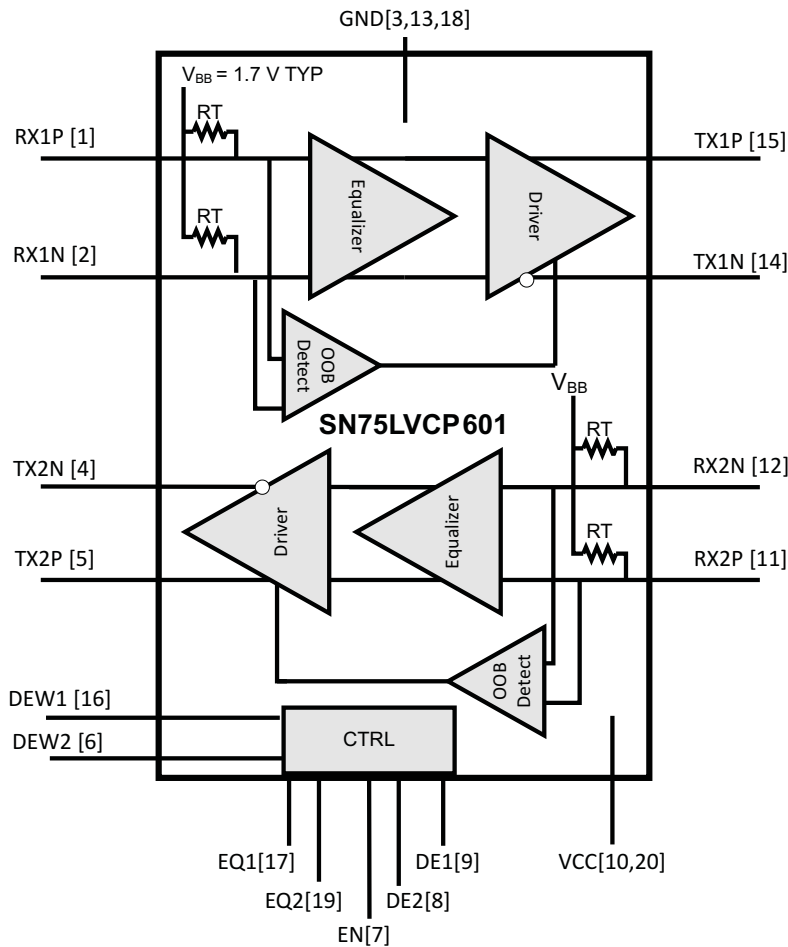 GND[3,13,18]
VBB = 1.7 V TYP
RT
RX1P [1]
TX1P [15]
Equalizer
Driver
RT
RX1N [2]
TX1N [14]
OOB
Detect
VBB
SN75LVCP601
RT
TX2N [4]
RX2N [12]
Driver
Equalizer
RT
TX2P [5]
RX2P [11]
OOB
Detect
DEW1 [16]
CTRL
DEW2 [6]
EQ1[17]
DE1[9]
VCC[10,20]
EQ2[19]
DE2[8]
EN[7]